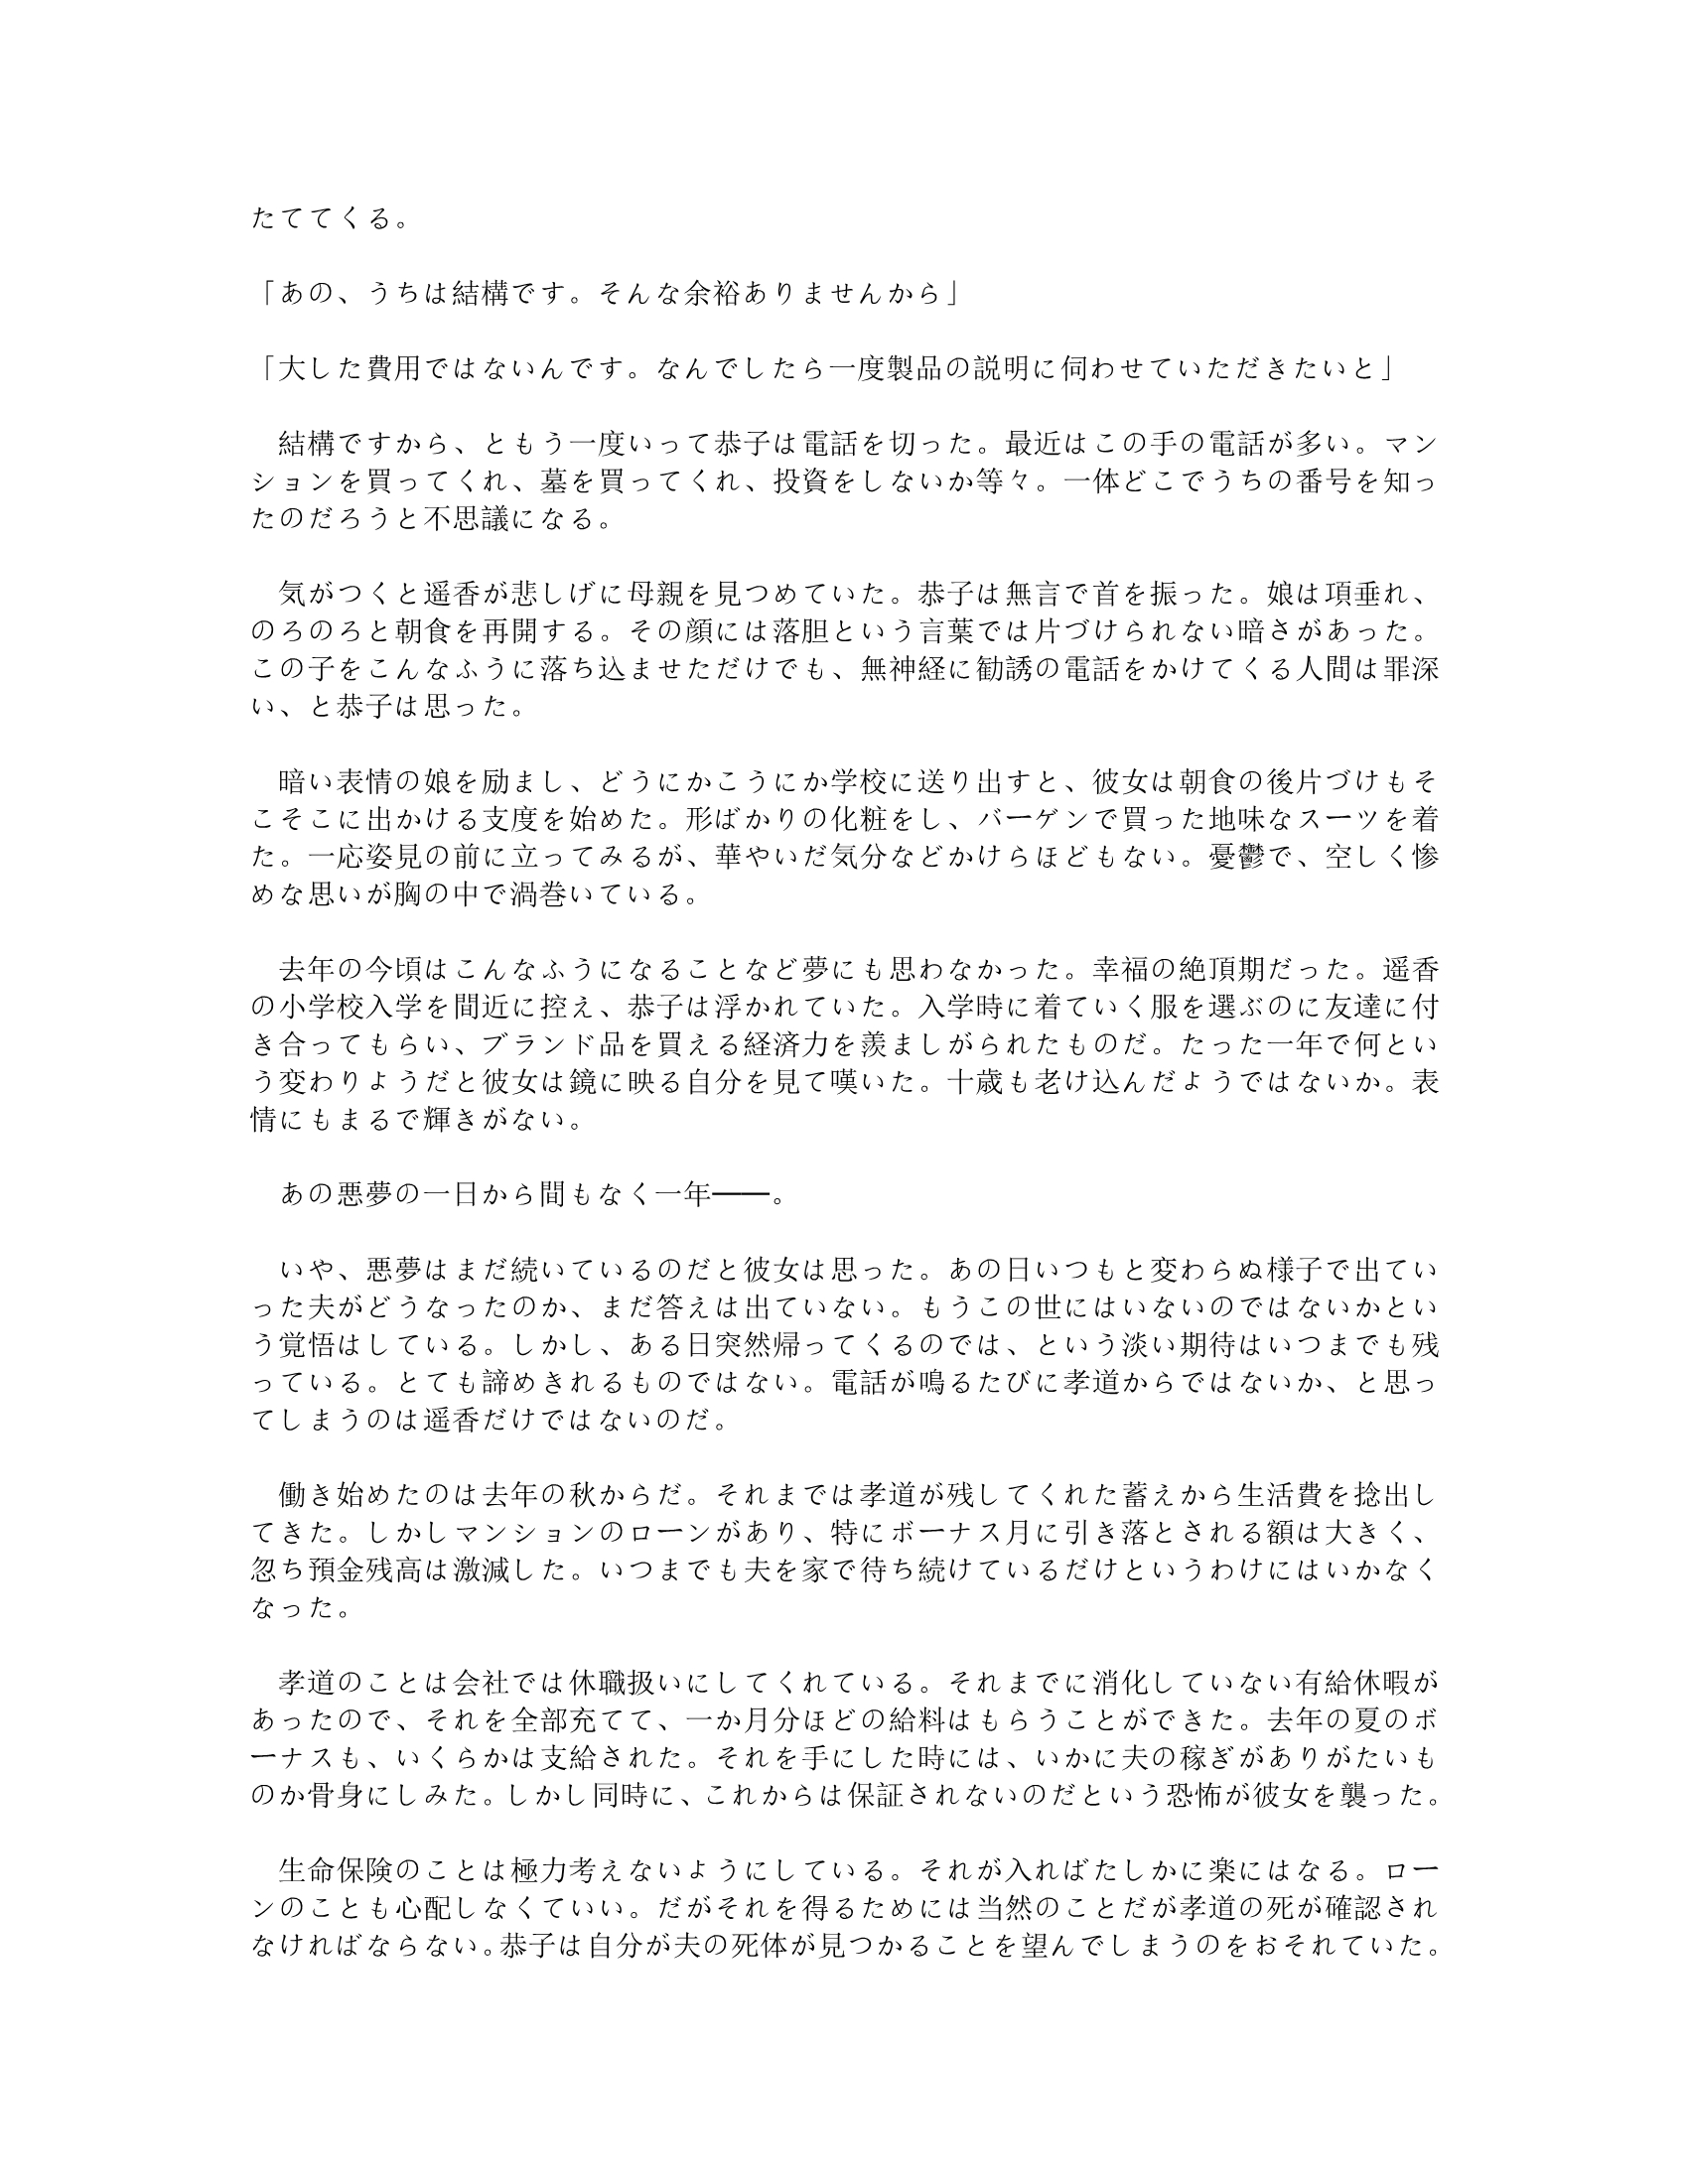 たててくる。
「あの、うちは結構です。そんな余裕ありませんから」
「大した費用ではないんです。なんでしたら一度製品の説明に伺わせていただきたいと」
　結構ですから、ともう一度いって恭子は電話を切った。最近はこの手の電話が多い。マン
ションを買ってくれ、墓を買ってくれ、投資をしないか等々。一体どこでうちの番号を知っ
たのだろうと不思議になる。
　気がつくと遥香が悲しげに母親を見つめていた。恭子は無言で首を振った。娘は項垂れ、
のろのろと朝食を再開する。その顔には落胆という言葉では片づけられない暗さがあった。
この子をこんなふうに落ち込ませただけでも、無神経に勧誘の電話をかけてくる人間は罪深
い、と恭子は思った。
　暗い表情の娘を励まし、どうにかこうにか学校に送り出すと、彼女は朝食の後片づけもそ
こそこに出かける支度を始めた。形ばかりの化粧をし、バーゲンで買った地味なスーツを着
た。一応姿見の前に立ってみるが、華やいだ気分などかけらほどもない。憂鬱で、空しく惨
めな思いが胸の中で渦巻いている。
　去年の今頃はこんなふうになることなど夢にも思わなかった。幸福の絶頂期だった。遥香
の小学校入学を間近に控え、恭子は浮かれていた。入学時に着ていく服を選ぶのに友達に付
き合ってもらい、ブランド品を買える経済力を羨ましがられたものだ。たった一年で何とい
う変わりようだと彼女は鏡に映る自分を見て嘆いた。十歳も老け込んだようではないか。表
情にもまるで輝きがない。
　あの悪夢の一日から間もなく一年――。
　いや、悪夢はまだ続いているのだと彼女は思った。あの日いつもと変わらぬ様子で出てい
った夫がどうなったのか、まだ答えは出ていない。もうこの世にはいないのではないかとい
う覚悟はしている。しかし、ある日突然帰ってくるのでは、という淡い期待はいつまでも残
っている。とても諦めきれるものではない。電話が鳴るたびに孝道からではないか、と思っ
てしまうのは遥香だけではないのだ。
　働き始めたのは去年の秋からだ。それまでは孝道が残してくれた蓄えから生活費を捻出し
てきた。しかしマンションのローンがあり、特にボーナス月に引き落とされる額は大きく、
忽ち預金残高は激減した。いつまでも夫を家で待ち続けているだけというわけにはいかなく
なった。
　孝道のことは会社では休職扱いにしてくれている。それまでに消化していない有給休暇が
あったので、それを全部充てて、一か月分ほどの給料はもらうことができた。去年の夏のボ
ーナスも、いくらかは支給された。それを手にした時には、いかに夫の稼ぎがありがたいも
のか骨身にしみた。しかし同時に、これからは保証されないのだという恐怖が彼女を襲った。
　生命保険のことは極力考えないようにしている。それが入ればたしかに楽にはなる。ロー
ンのことも心配しなくていい。だがそれを得るためには当然のことだが孝道の死が確認され
なければならない。恭子は自分が夫の死体が見つかることを望んでしまうのをおそれていた。